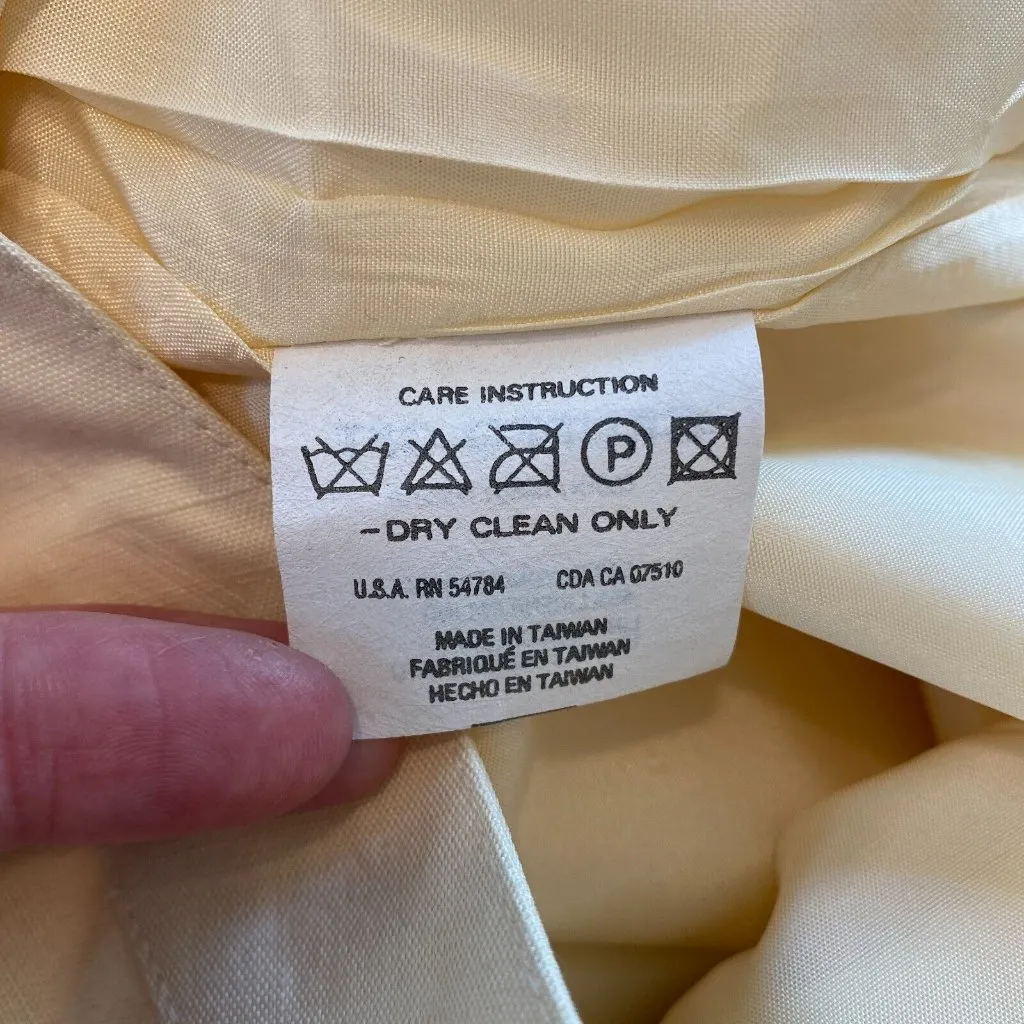 CARE INSTRUCTION
P
-DRY CLEAN ONLY
U.S.A. RN 54784 CDA CA 07510
MADE IN TAIWAN
FABRIQUÉ EN TAIWAN
HECHO EN TAIWAN